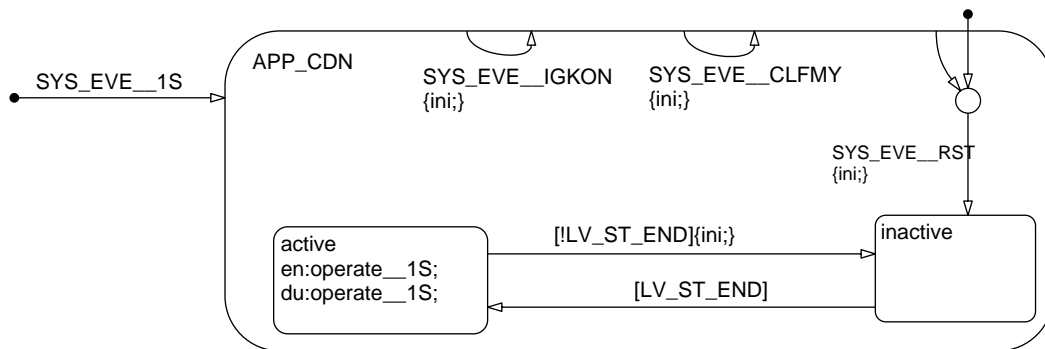 APP_CDN
SYS_EVE__1S
SYS_EVE__IGKON
{ini;}
SYS_EVE__CLFMY
{ini;}
SYS_EVE__RST
{ini;}
active
en:operate__1S;
du:operate__1S;
[!LV_ST_END]{ini;}
[LV_ST_END]
inactive